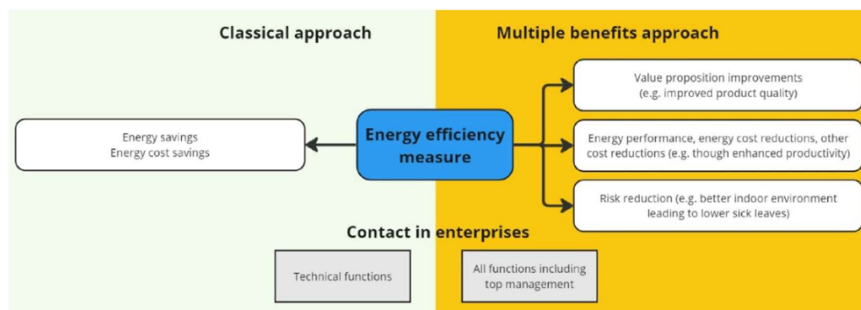 Classical approach
Multiple benefits approach
Energy savings
Energy cost savings
Energy efficiency
measure
Value proposition improvements
(e.g. improved product quality)
Energy performance, energy cost reductions, other
cost reductions (e.g. though enhanced productivity)
Risk reduction (e.g. better indoor environment
leading to lower sick leaves)
Contact in enterprises
Technical functions
All functions including
top management